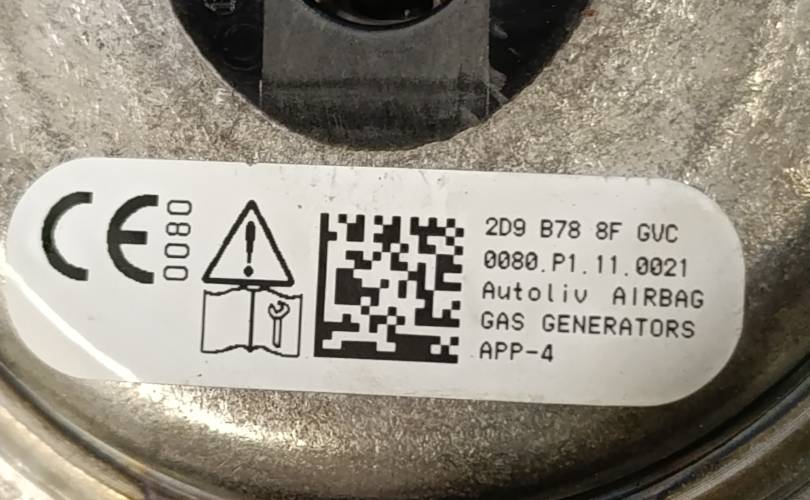 CE
0080
2D9 B78 8F GVC
0080.P1.11.0021
Autoliv AIRBAG
GAS GENERATORS
APP-4